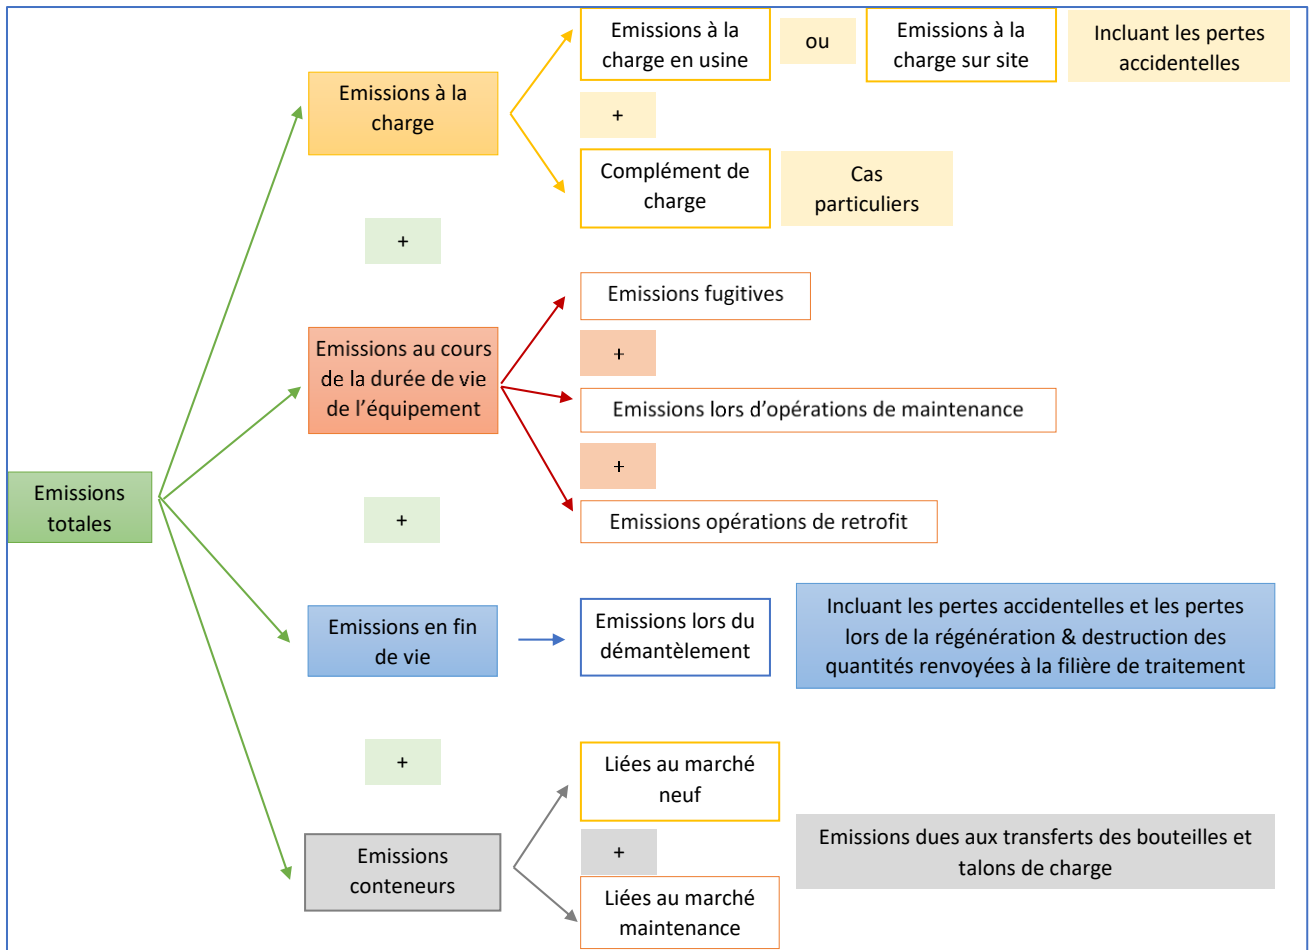 Emissions à la
charge en usine
ou
Emissions à la
charge sur site
Incluant les pertes
accidentelles
Emissions à la
charge
+
Complément de
charge
Cas
particuliers
+
Emissions fugitives
Emissions au cours
de la durée de vie
de l'équipement
+
Emissions lors d'opérations de maintenance
+
Emissions opérations de retrofit
Emissions
totales
+
Emissions en fin
de vie
Emissions lors du
démantèlement
Incluant les pertes accidentelles et les pertes
lors de la régénération & destruction des
quantités renvoyées à la filière de traitement
+
Liées au marché
neuf
Emissions
conteneurs
+
Emissions dues aux transferts des bouteilles et
talons de charge
Liées au marché
maintenance